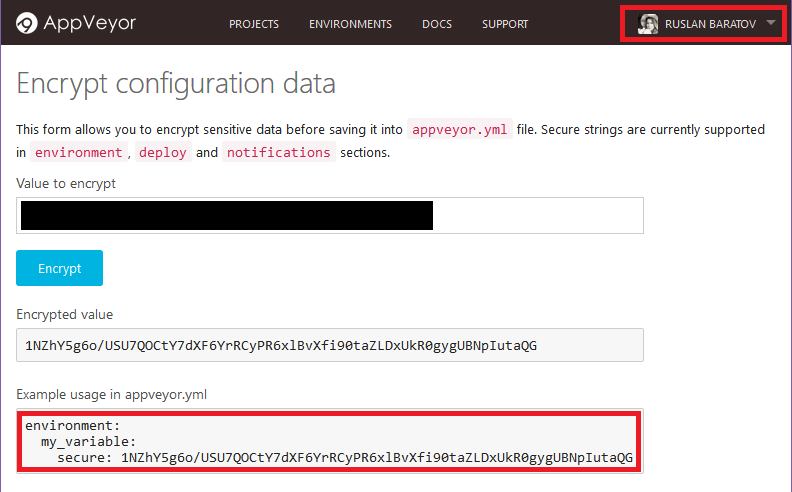 AppVeyor PROJECTS ENVIRONMENTS DOCS SUPPORT RUSLAN BARATOV
Encrypt configuration data
This form allows you to encrypt sensitive data before saving it into appveyor.yml file. Secure strings are currently supported
in environment, deploy and notifications sections.
Value to encrypt
Encrypt
Encrypted value
1NZhY5g6o/USU7QOCtY7dXF6YrRCyPR6xlBvXfi90taZLDxUkR0gygUBNpIutaQG
Example usage in appveyor.yml
environment:
my_variable:
secure: 1NZhY5g6o/USU7QOCtY7dXF6YrRCyPR6xlBvXfi90taZLDxUkR0gygUBNpIutaQG